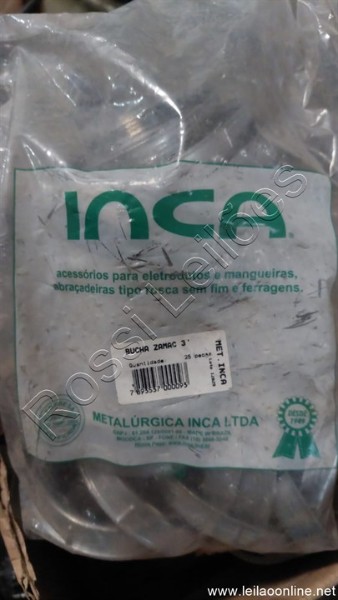 INCA
acessórios para eletrodutos e mangueiras,
abraçadeiras tipo rosca sem fim e ferragens.
BUCHA ZAMAC 3"
Quantidade: 25
MET. INCA
METALÚRGICA INCA LTDA
DESDE
Rossi Leilões
www.leilaoonline.net